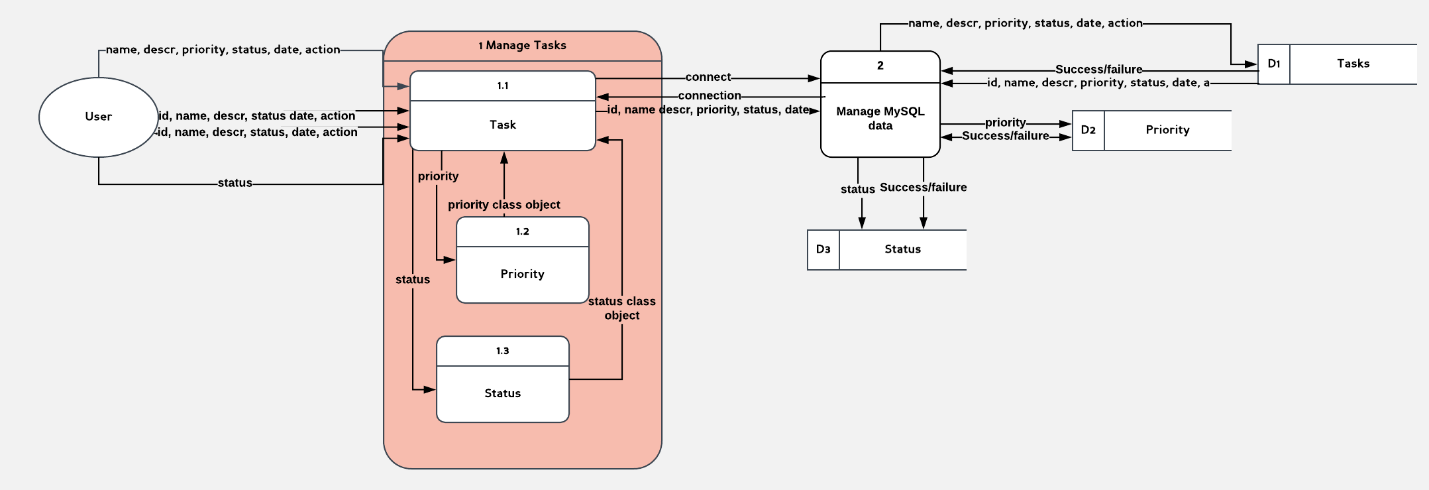 name, descr, priority, status, date, action
1 Manage Tasks
name, descr, priority, status, date, action
User
id, name, descr, status date, action
id, name, descr, status, date, action
status
1.1
Task
connect
connection
id, name descr, priority, status, date
priority
priority class object
1.2
Priority
status
status class
object
1.3
Status
2
Manage MySQL
data
D1
Tasks
Success/failure
id, name, descr, priority, status, date, a
priority
Success/failure
D2
Priority
status
Success/failure
D3
Status